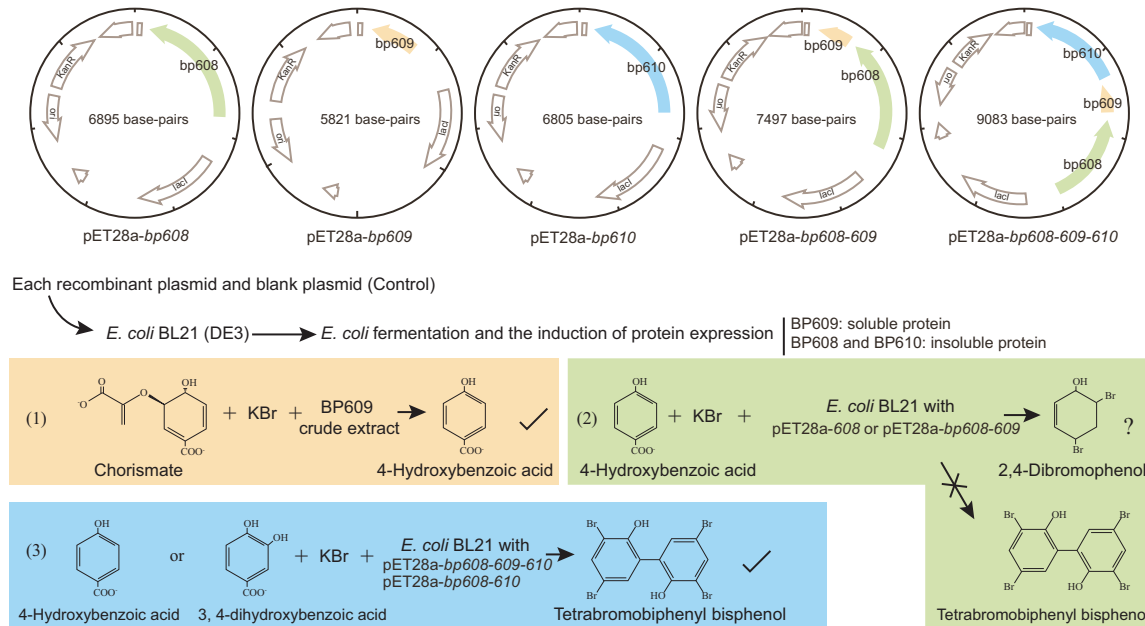 KanR
ori
lacI
bp608
6895 base-pairs
pET28a-bp608
KanR
ori
lacI
bp609
5821 base-pairs
pET28a-bp609
KanR
ori
lacI
bp610
6805 base-pairs
pET28a-bp610
KanR
ori
lacI
bp609
bp608
7497 base-pairs
pET28a-bp608-609
KanR
ori
lacI
bp610
bp609
bp608
9083 base-pairs
pET28a-bp608-609-610
Each recombinant plasmid and blank plasmid (Control)
E. coli BL21 (DE3)
E. coli fermentation and the induction of protein expression
BP609: soluble protein
BP608 and BP610: insoluble protein
(1)
O
-O
O
OH
COO-
Chorismate
+ KBr +
BP609
crude extract
OH
COO-
4-Hydroxybenzoic acid
(2)
OH
COO-
4-Hydroxybenzoic acid
+ KBr +
E. coli BL21 with
pET28a-608 or pET28a-bp608-609
OH
Br
Br
?
2,4-Dibromophenol
Br
OH
Br
Br
HO
Br
Tetrabromobiphenyl bisphenol
(3)
OH
COO-
4-Hydroxybenzoic acid
or
OH
OH
COO-
3, 4-dihydroxybenzoic acid
+ KBr +
E. coli BL21 with
pET28a-bp608-609-610
pET28a-bp608-610
Br
OH
Br
Br
HO
Br
Tetrabromobiphenyl bisphenol